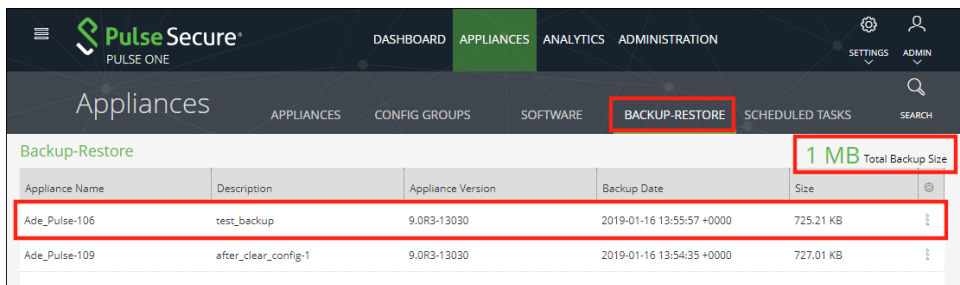 Pulse Secure®
PULSE ONE
DASHBOARD APPLIANCES ANALYTICS ADMINISTRATION
SETTINGS ADMIN
Appliances
APPLIANCES CONFIG GROUPS SOFTWARE BACKUP-RESTORE SCHEDULED TASKS
SEARCH
Backup-Restore
1 MB Total Backup Size
Appliance Name Description Appliance Version Backup Date Size
Ade_Pulse-106 test_backup 9.0R3-13030 2019-01-16 13:55:57 +0000 725.21 KB
Ade_Pulse-109 after_clear_config-1 9.0R3-13030 2019-01-16 13:54:35 +0000 727.01 KB